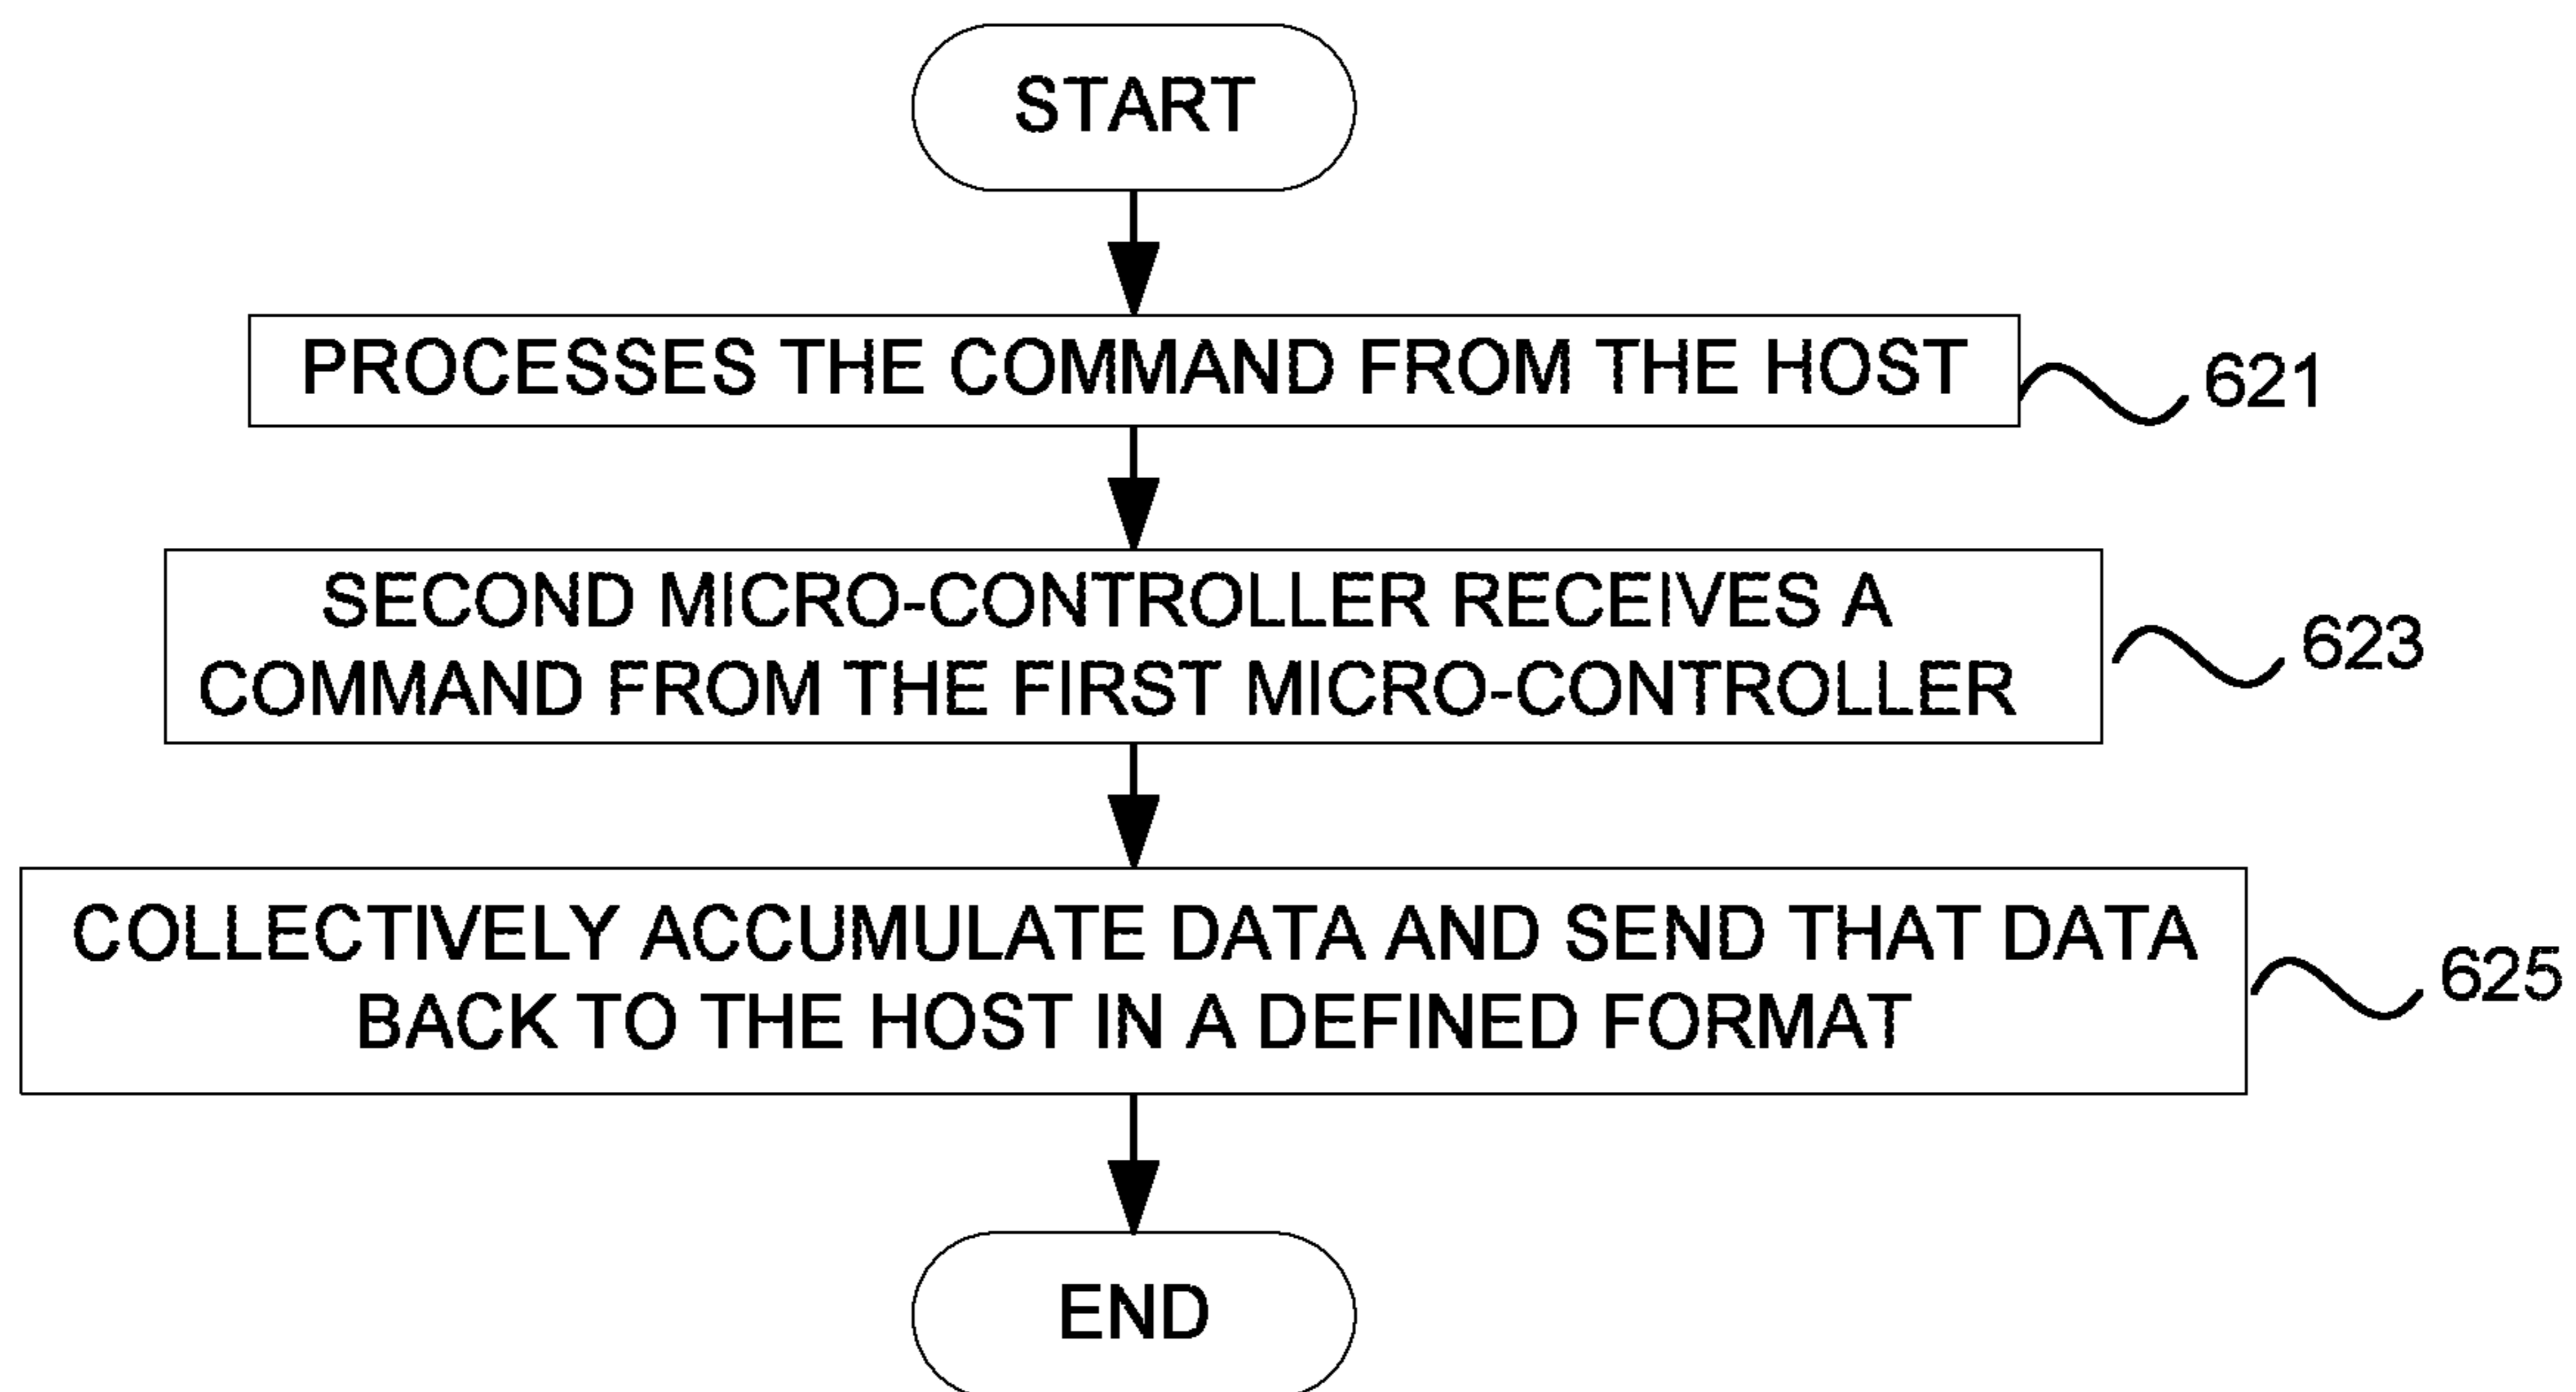 START
PROCESSES THE COMMAND FROM THE HOST
621
SECOND MICRO-CONTROLLER RECEIVES A
COMMAND FROM THE FIRST MICRO-CONTROLLER
623
COLLECTIVELY ACCUMULATE DATA AND SEND THAT DATA
BACK TO THE HOST IN A DEFINED FORMAT
625
END